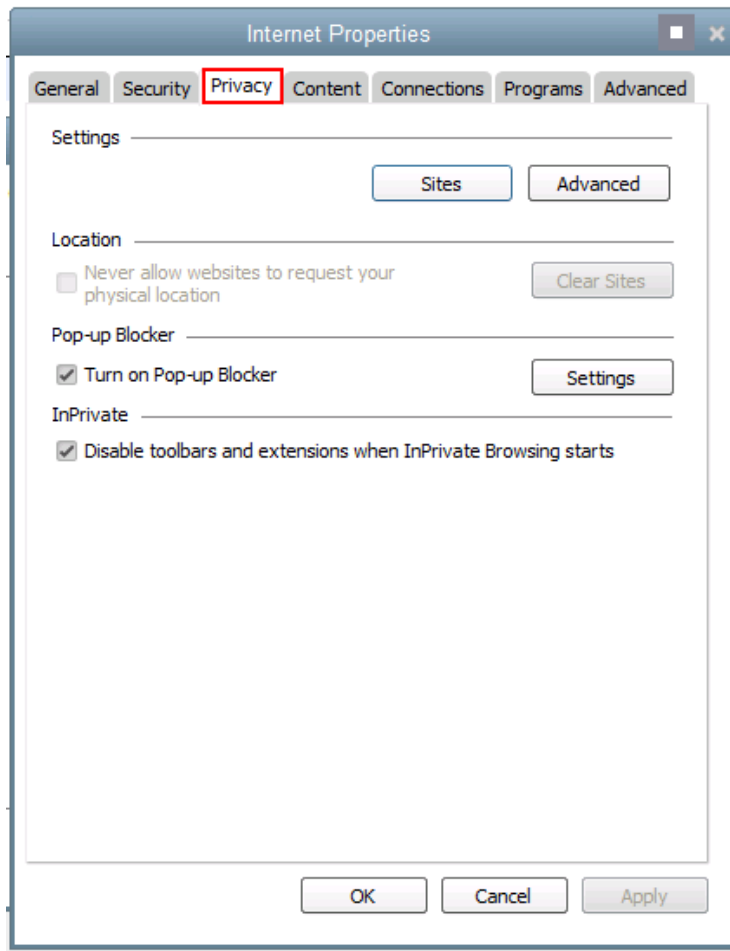 Internet Properties
General Security Privacy Content Connections Programs Advanced
Settings
Sites Advanced
Location
Never allow websites to request your
physical location
Clear Sites
Pop-up Blocker
Turn on Pop-up Blocker
Settings
InPrivate
Disable toolbars and extensions when InPrivate Browsing starts
OK Cancel Apply